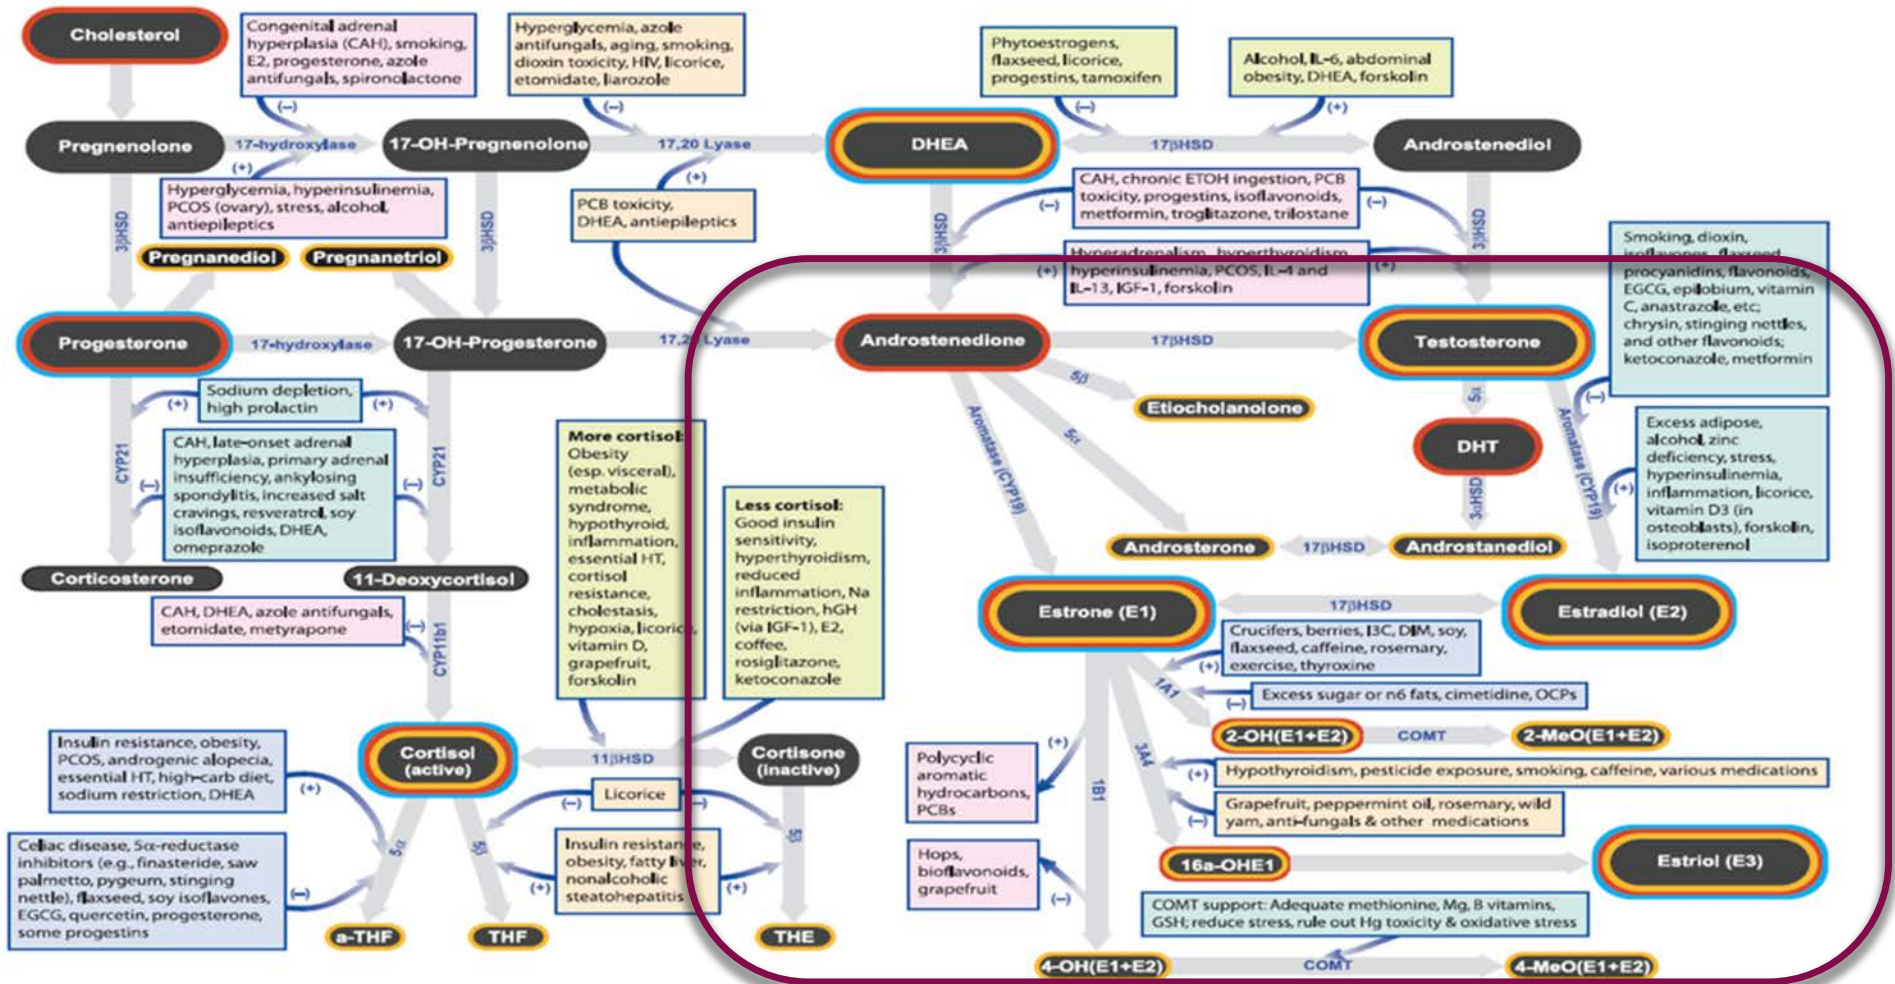 Cholesterol
Congenital adrenal
hyperplasia (CAH), smoking,
E2, progesterone, azole
antifungals, spironolactone
(−)
Hyperglycemia, azole
antifungals, aging, smoking,
dioxin toxicity, HIV, licorice,
etomidate, liarozole
(−)
Phytoestrogens,
flaxseed, licorice,
progestins, tamoxifen
(−)
Alcohol, IL-6, abdominal
obesity, DHEA, forskolin
(+)
Pregnenolone
17-hydroxylase
17-OH-Pregnenolone
17,20 Lyase
DHEA
17βHSD
Androstenediol
(+)
Hyperglycemia, hyperinsulinemia,
PCOS (ovary), stress, alcohol,
antiepileptics
(+)
PCB toxicity,
DHEA, antiepileptics
CAH, chronic ETOH ingestion, PCB
toxicity, progestins, isoflavonoids,
metformin, troglitazone, trilostane
(−)
(−)
3βHSD
3βHSD
3βHSD
3βHSD
Pregnanediol
Pregnanetriol
Hyperadrenalism, hyperthyroidism,
hyperinsulinemia, PCOS, IL-4 and
IL-13, IGF-1, forskolin
(+)
(+)
Smoking, dioxin,
isoflavones, flaxseed,
procyanidins, flavonoids,
EGCG, epilobium, vitamin
C, anastrazole, etc;
chrysin, stinging nettles,
and other flavonoids;
ketoconazole, metformin
(−)
Progesterone
17-hydroxylase
17-OH-Progesterone
17,20 Lyase
Androstenedione
17βHSD
Testosterone
Sodium depletion,
high prolactin
(+)
(+)
5β
Etiocholanolone
5α
Aromatase (CYP19)
5α
DHT
3αHSD
Aromatase (CYP19)
Excess adipose,
alcohol, zinc
deficiency, stress,
hyperinsulinemia,
inflammation, licorice,
vitamin D3 (in
osteoblasts), forskolin,
isoproterenol
(+)
CYP21
CYP21
CAH, late-onset adrenal
hyperplasia, primary adrenal
insufficiency, ankylosing
spondylitis, increased salt
cravings, resveratrol, soy
isoflavonoids, DHEA,
omeprazole
(−)
(−)
More cortisol:
Obesity
(esp. visceral),
metabolic
syndrome,
hypothyroid,
inflammation,
essential HT,
cortisol
resistance,
cholestasis,
hypoxia, licorice,
vitamin D,
grapefruit,
forskolin
Less cortisol:
Good insulin
sensitivity,
hyperthyroidism,
reduced
inflammation, Na
restriction, hGH
(via IGF-1), E2,
coffee,
rosiglitazone,
ketoconazole
Androsterone
17βHSD
Androstanediol
Corticosterone
11-Deoxycortisol
CAH, DHEA, azole antifungals,
etomidate, metyrapone
(−)
CYP11b1
Estrone (E1)
17βHSD
Estradiol (E2)
Crucifers, berries, I3C, DIM, soy,
flaxseed, caffeine, rosemary,
exercise, thyroxine
(+)
1A1
Excess sugar or n6 fats, cimetidine, OCPs
(−)
2-OH(E1+E2)
COMT
2-MeO(E1+E2)
Insulin resistance, obesity,
PCOS, androgenic alopecia,
essential HT, high-carb diet,
sodium restriction, DHEA
(+)
Cortisol
(active)
11βHSD
Cortisone
(inactive)
Polycyclic
aromatic
hydrocarbons,
PCBs
(+)
3A4
1B1
(+)
Hypothyroidism, pesticide exposure, smoking, caffeine, various medications
Licorice
(−)
(−)
Grapefruit, peppermint oil, rosemary, wild
yam, anti-fungals & other medications
(−)
Celiac disease, 5α-reductase
inhibitors (e.g., finasteride, saw
palmetto, pygeum, stinging
nettle), flaxseed, soy isoflavones,
EGCG, quercetin, progesterone,
some progestins
(−)
5α
5β
5β
Insulin resistance,
obesity, fatty liver,
nonalcoholic
steatohepatitis
(+)
(+)
Hops,
bioflavonoids,
grapefruit
(−)
16a-OHE1
Estriol (E3)
COMT support: Adequate methionine, Mg, B vitamins,
GSH; reduce stress, rule out Hg toxicity & oxidative stress
a-THF
THF
THE
4-OH(E1+E2)
COMT
4-MeO(E1+E2)